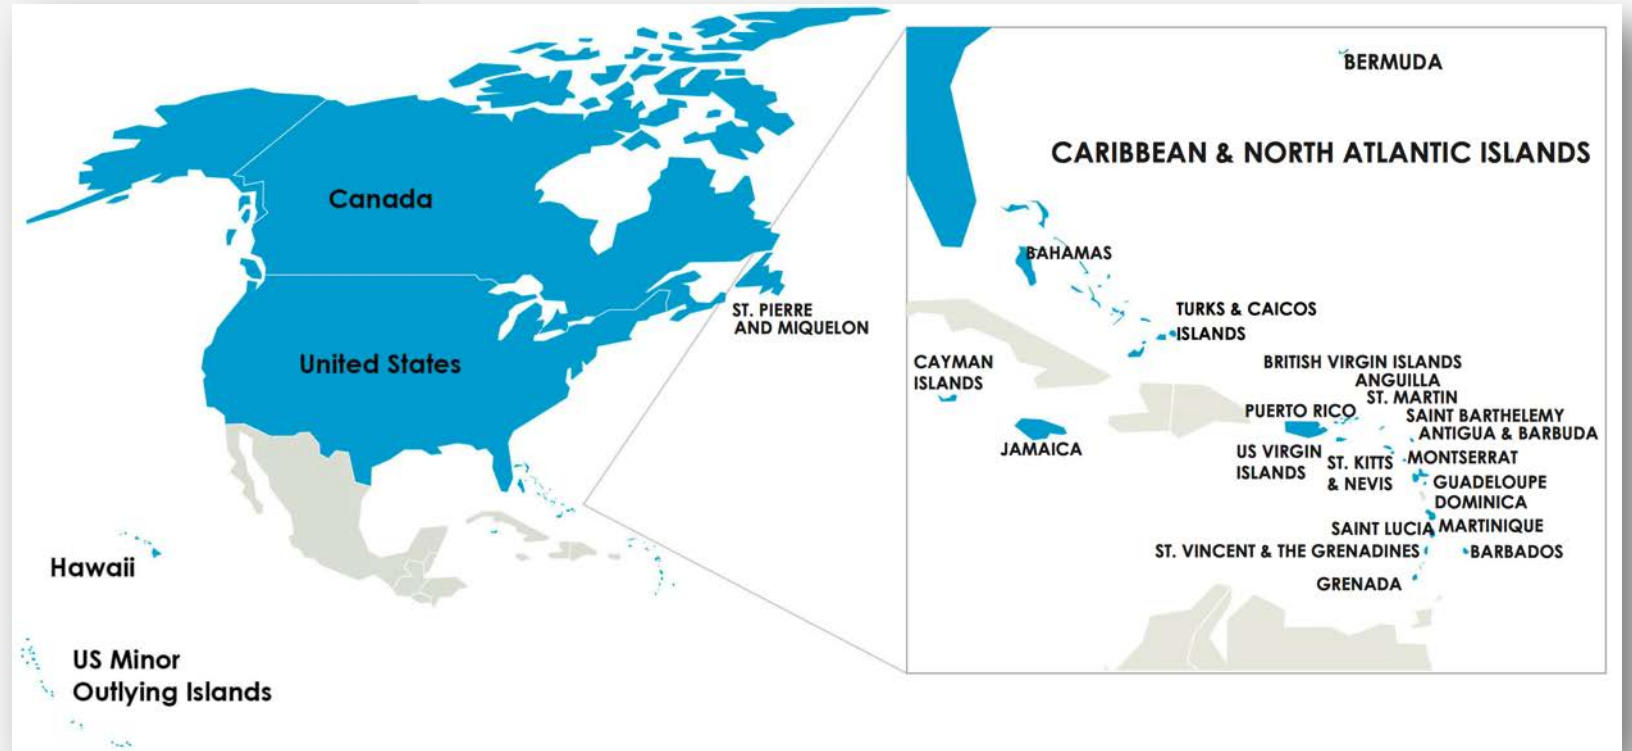 Canada
United States
ST. PIERRE
AND MIQUELON
Hawaii
US Minor
Outlying Islands
BERMUDA
CARIBBEAN & NORTH ATLANTIC ISLANDS
BAHAMAS
TURKS & CAICOS
ISLANDS
CAYMAN
ISLANDS
BRITISH VIRGIN ISLANDS
ANGUILLA
ST. MARTIN
PUERTO RICO
SAINT BARTHELEMY
ANTIGUA & BARBUDA
JAMAICA
US VIRGIN
ISLANDS
ST. KITTS
& NEVIS
MONTSERRAT
GUADELOUPE
DOMINICA
SAINT LUCIA
MARTINIQUE
ST. VINCENT & THE GRENADINES
BARBADOS
GRENADA